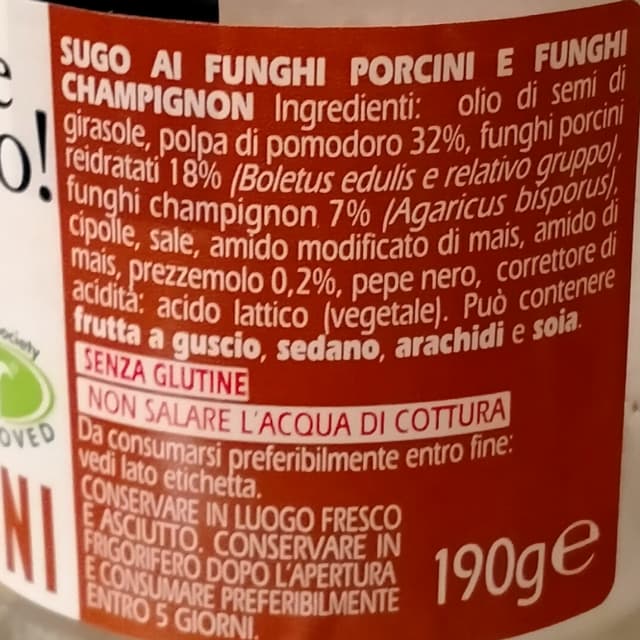 e
o!
SUGO AI FUNGHI PORCINI E FUNGHI
CHAMPIGNON Ingredienti: olio di semi di
girasole, polpa di pomodoro 32%, funghi porcini
reidratati 18% (Boletus edulis e relativo gruppo),
funghi champignon 7% (Agaricus bisporus),
cipolle, sale, amido modificato di mais, amido di
mais, prezzemolo 0,2%, pepe nero, correttore di
acidità: acido lattico (vegetale). Può contenere
frutta a guscio, sedano, arachidi e soia.
SENZA GLUTINE
NON SALARE L'ACQUA DI COTTURA
Da consumarsi preferibilmente entro fine:
vedi lato etichetta.
CONSERVARE IN LUOGO FRESCO
E ASCIUTTO. CONSERVARE IN
FRIGORIFERO DOPO L'APERTURA
E CONSUMARE PREFERIBILMENTE
ENTRO 5 GIORNI.
190g e
ociety
OVED
NI